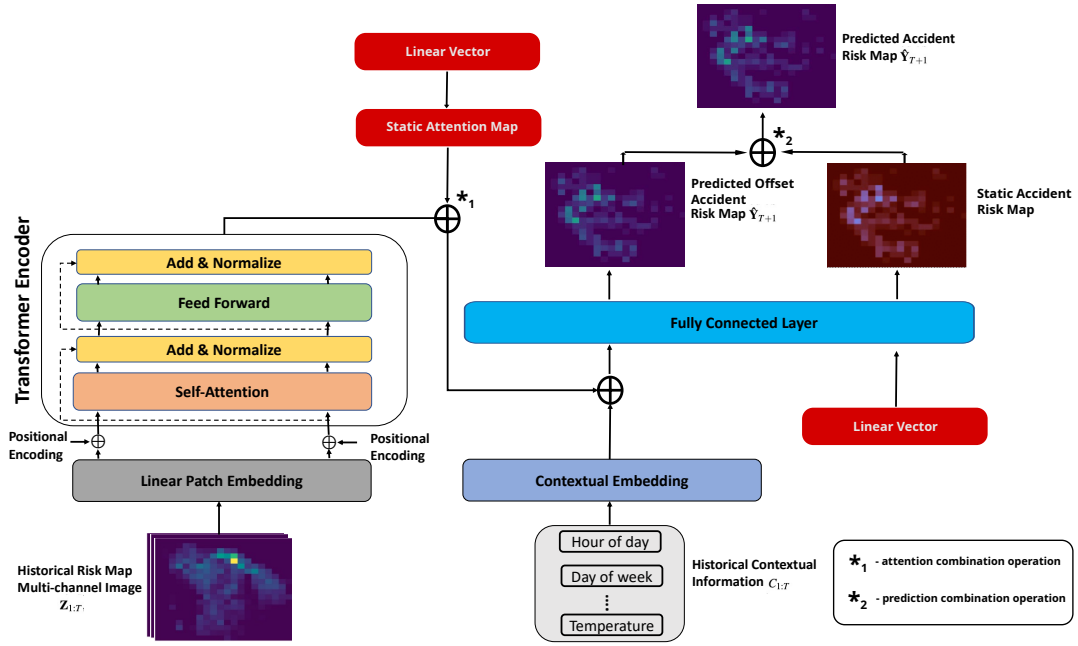 Linear Vector
Static Attention Map
*1
Predicted Accident
Risk Map Ŷ_{T+1}
*2
Predicted Offset
Accident
Risk Map Ŷ_{T+1}
Static Accident
Risk Map
Transformer Encoder
Add & Normalize
Feed Forward
Add & Normalize
Self-Attention
Positional
Encoding
Positional
Encoding
Linear Patch Embedding
Historical Risk Map
Multi-channel Image
Z_{1:T}
Fully Connected Layer
Linear Vector
Contextual Embedding
Hour of day
Day of week
Temperature
Historical Contextual
Information C_{1:T}
*1 - attention combination operation
*2 - prediction combination operation